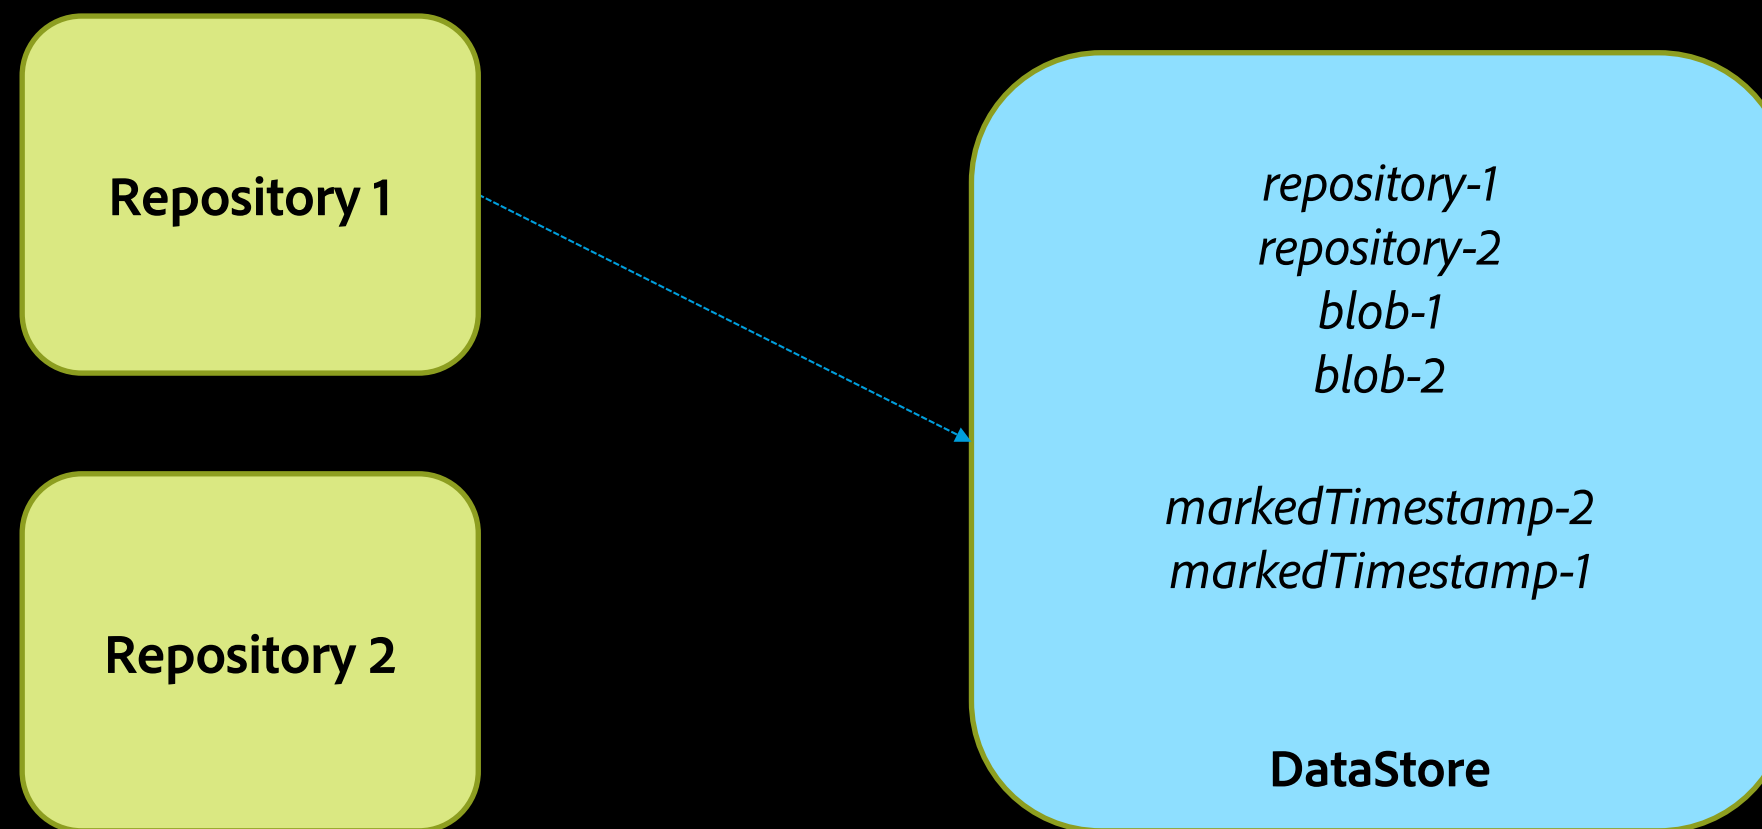 Repository 1
Repository 2
repository-1
repository-2
blob-1
blob-2
markedTimestamp-2
markedTimestamp-1
DataStore